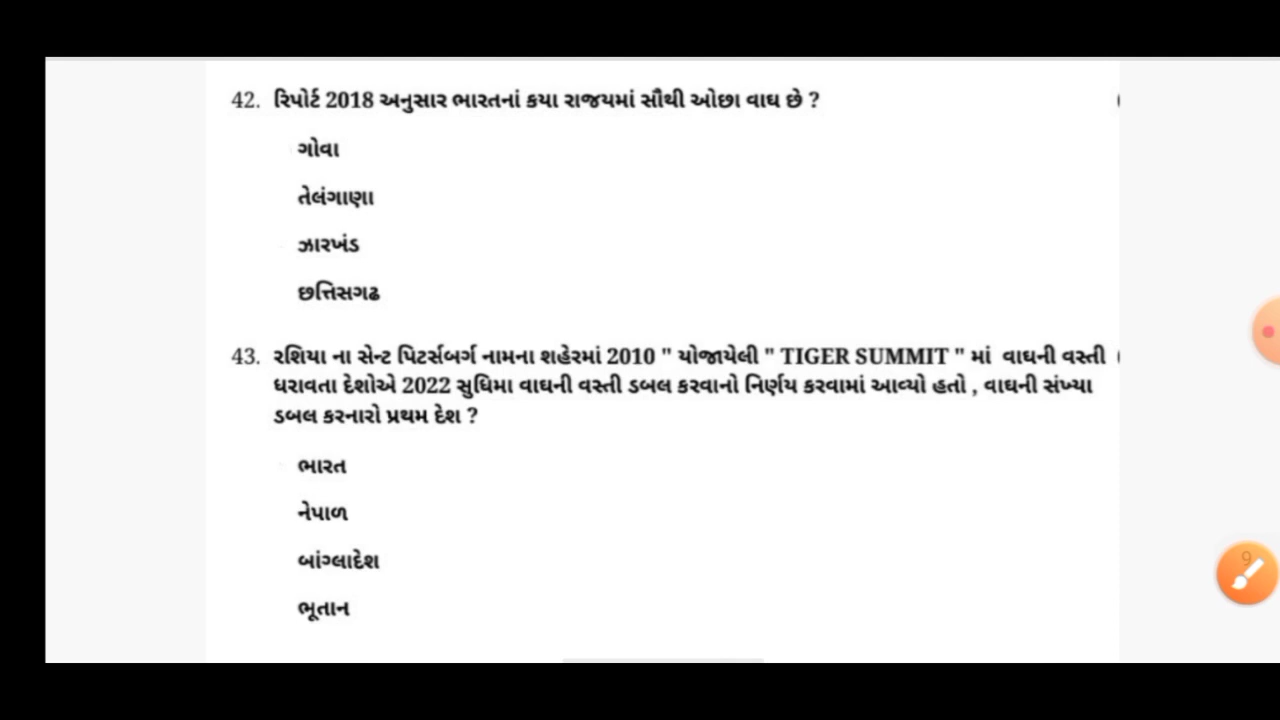 42. રિપોર્ટ 2018 અનુસાર ભારતનાં કયા રાજયમાં સૌથી ઓછા વાઘ છે ?
ગોવા
તેલંગાણા
ઝારખંડ
છત્તિસગઢ
43. રશિયા ના સેન્ટ પિટર્સબર્ગ નામના શહેરમાં 2010 " યોજાયેલી " TIGER SUMMIT " માં વાઘની વસ્તી
ધરાવતા દેશોએ 2022 સુધિમા વાઘની વસ્તી ડબલ કરવાનો નિર્ણય કરવામાં આવ્યો હતો , વાઘની સંખ્યા
ડબલ કરનારો પ્રથમ દેશ ?
ભારત
નેપાળ
બાંગ્લાદેશ
ભૂતાન
9